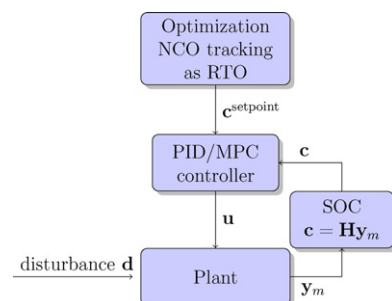 Optimization
NCO tracking
as RTO
c^setpoint
PID/MPC
controller
c
SOC
c = Hy_m
u
disturbance d
Plant
y_m